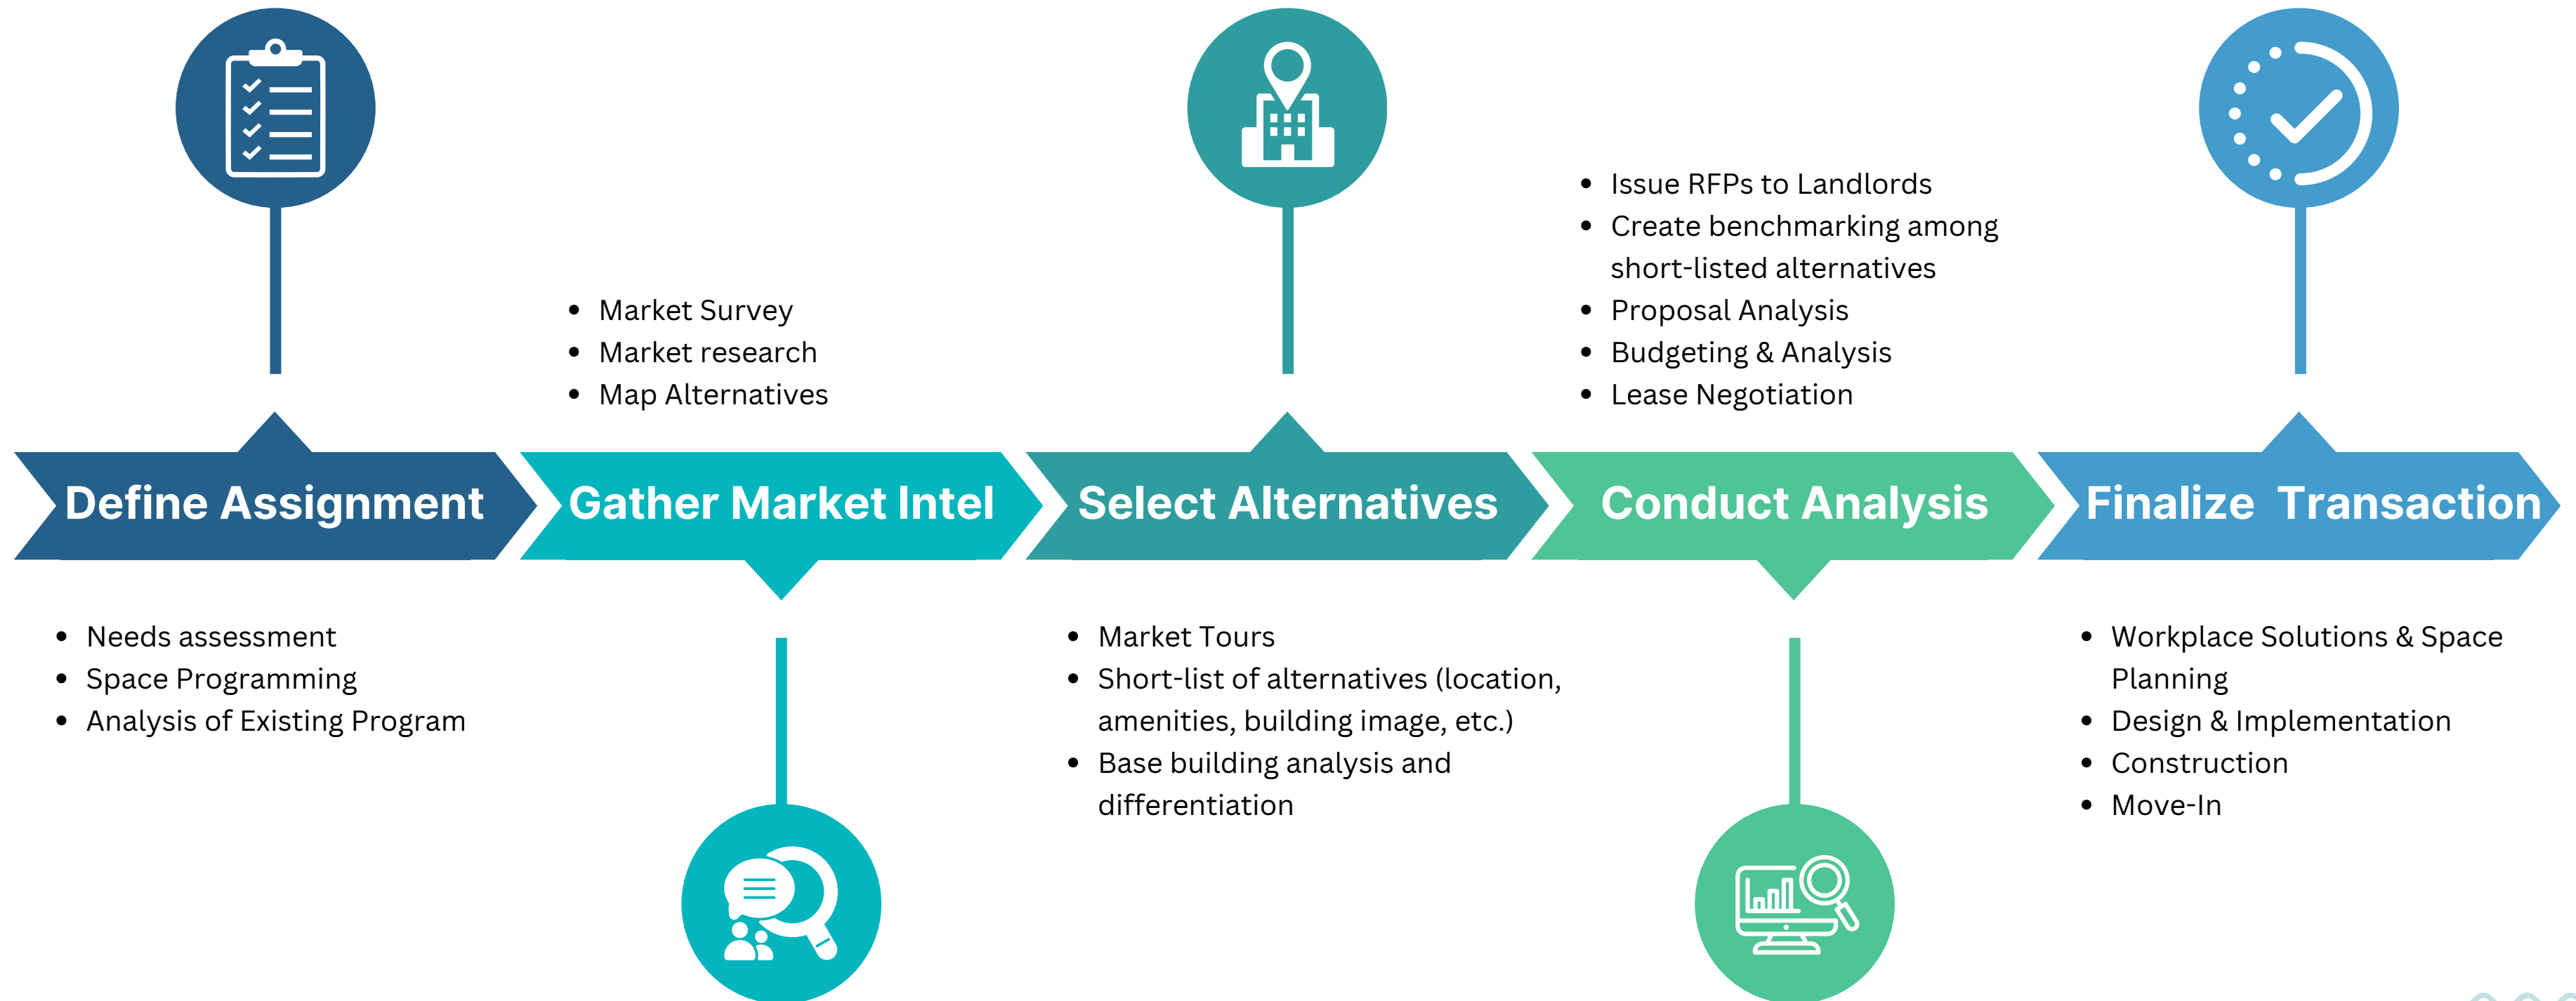 Define Assignment
• Needs assessment
• Space Programming
• Analysis of Existing Program
Gather Market Intel
• Market Survey
• Market research
• Map Alternatives
Select Alternatives
• Market Tours
• Short-list of alternatives (location,
amenities, building image, etc.)
• Base building analysis and
differentiation
Conduct Analysis
• Issue RFPs to Landlords
• Create benchmarking among
short-listed alternatives
• Proposal Analysis
• Budgeting & Analysis
• Lease Negotiation
Finalize  Transaction
• Workplace Solutions & Space
Planning
• Design & Implementation
• Construction
• Move-In